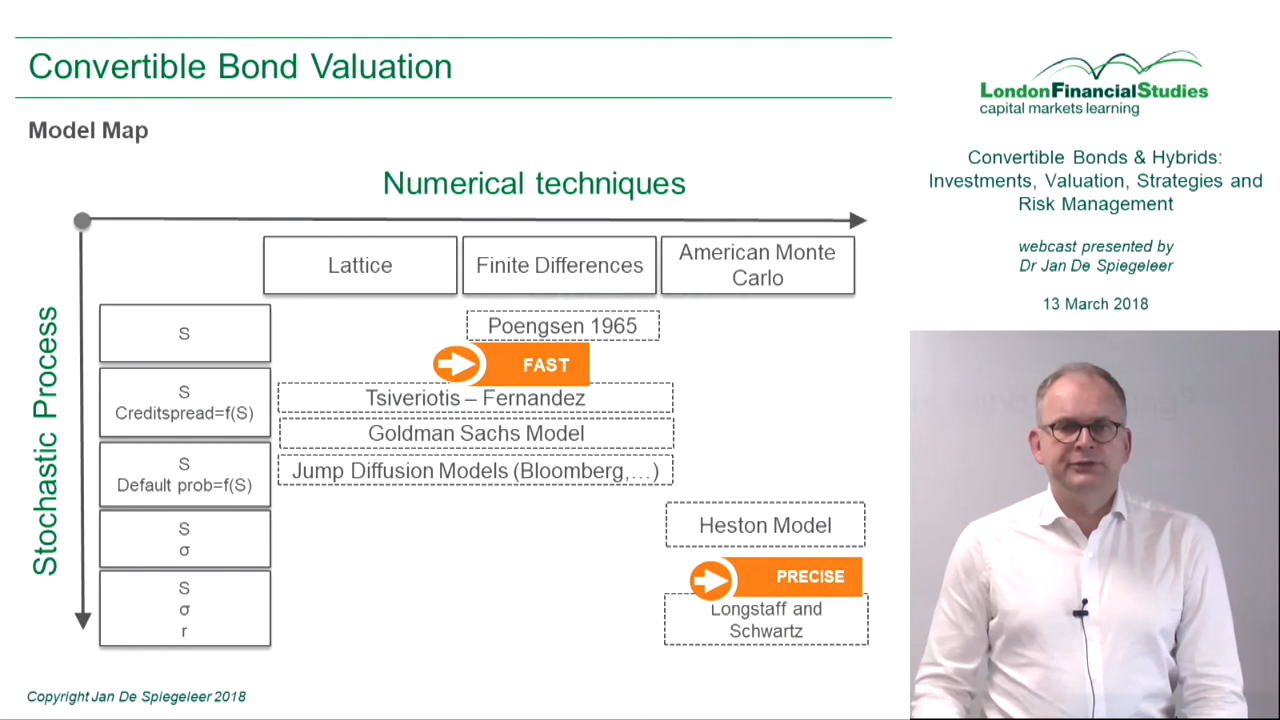 Convertible Bond Valuation
Model Map
Numerical techniques
Stochastic Process
Lattice
Finite Differences
American Monte
Carlo
S
Poengsen 1965
FAST
S
Creditspread=f(S)
Tsiveriotis – Fernandez
Goldman Sachs Model
S
Default prob=f(S)
Jump Diffusion Models (Bloomberg,…)
S
σ
Heston Model
PRECISE
S
σ
r
Longstaff and
Schwartz
Copyright Jan De Spiegeleer 2018
LondonFinancialStudies
capital markets learning
Convertible Bonds & Hybrids:
Investments, Valuation, Strategies and
Risk Management
webcast presented by
Dr Jan De Spiegeleer
13 March 2018